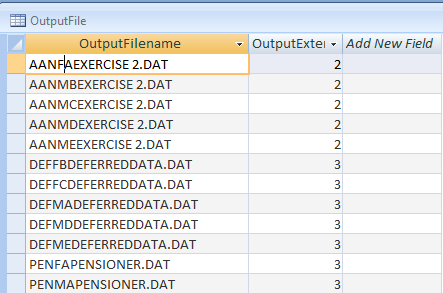 OutputFile
OutputFilename OutputExter Add New Field
AANFAEXERCISE 2.DAT 2
AANMBEXERCISE 2.DAT 2
AANMCEXERCISE 2.DAT 2
AANMDEXERCISE 2.DAT 2
AANMEEXERCISE 2.DAT 2
DEFFBDEFERREDDATA.DAT 3
DEFFCDEFERREDDATA.DAT 3
DEFMADEFERREDDATA.DAT 3
DEFMDDEFERREDDATA.DAT 3
DEFMEDEFERREDDATA.DAT 3
PENFAPENSIONER.DAT 3
PENMAPENSIONER.DAT 3